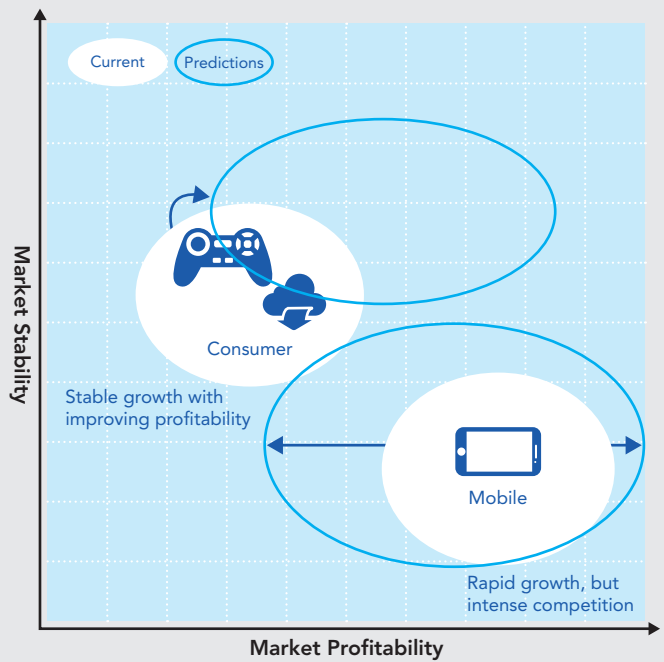 Current
Predictions
Market Stability
Consumer
Stable growth with
improving profitability
Mobile
Rapid growth, but
intense competition
Market Profitability